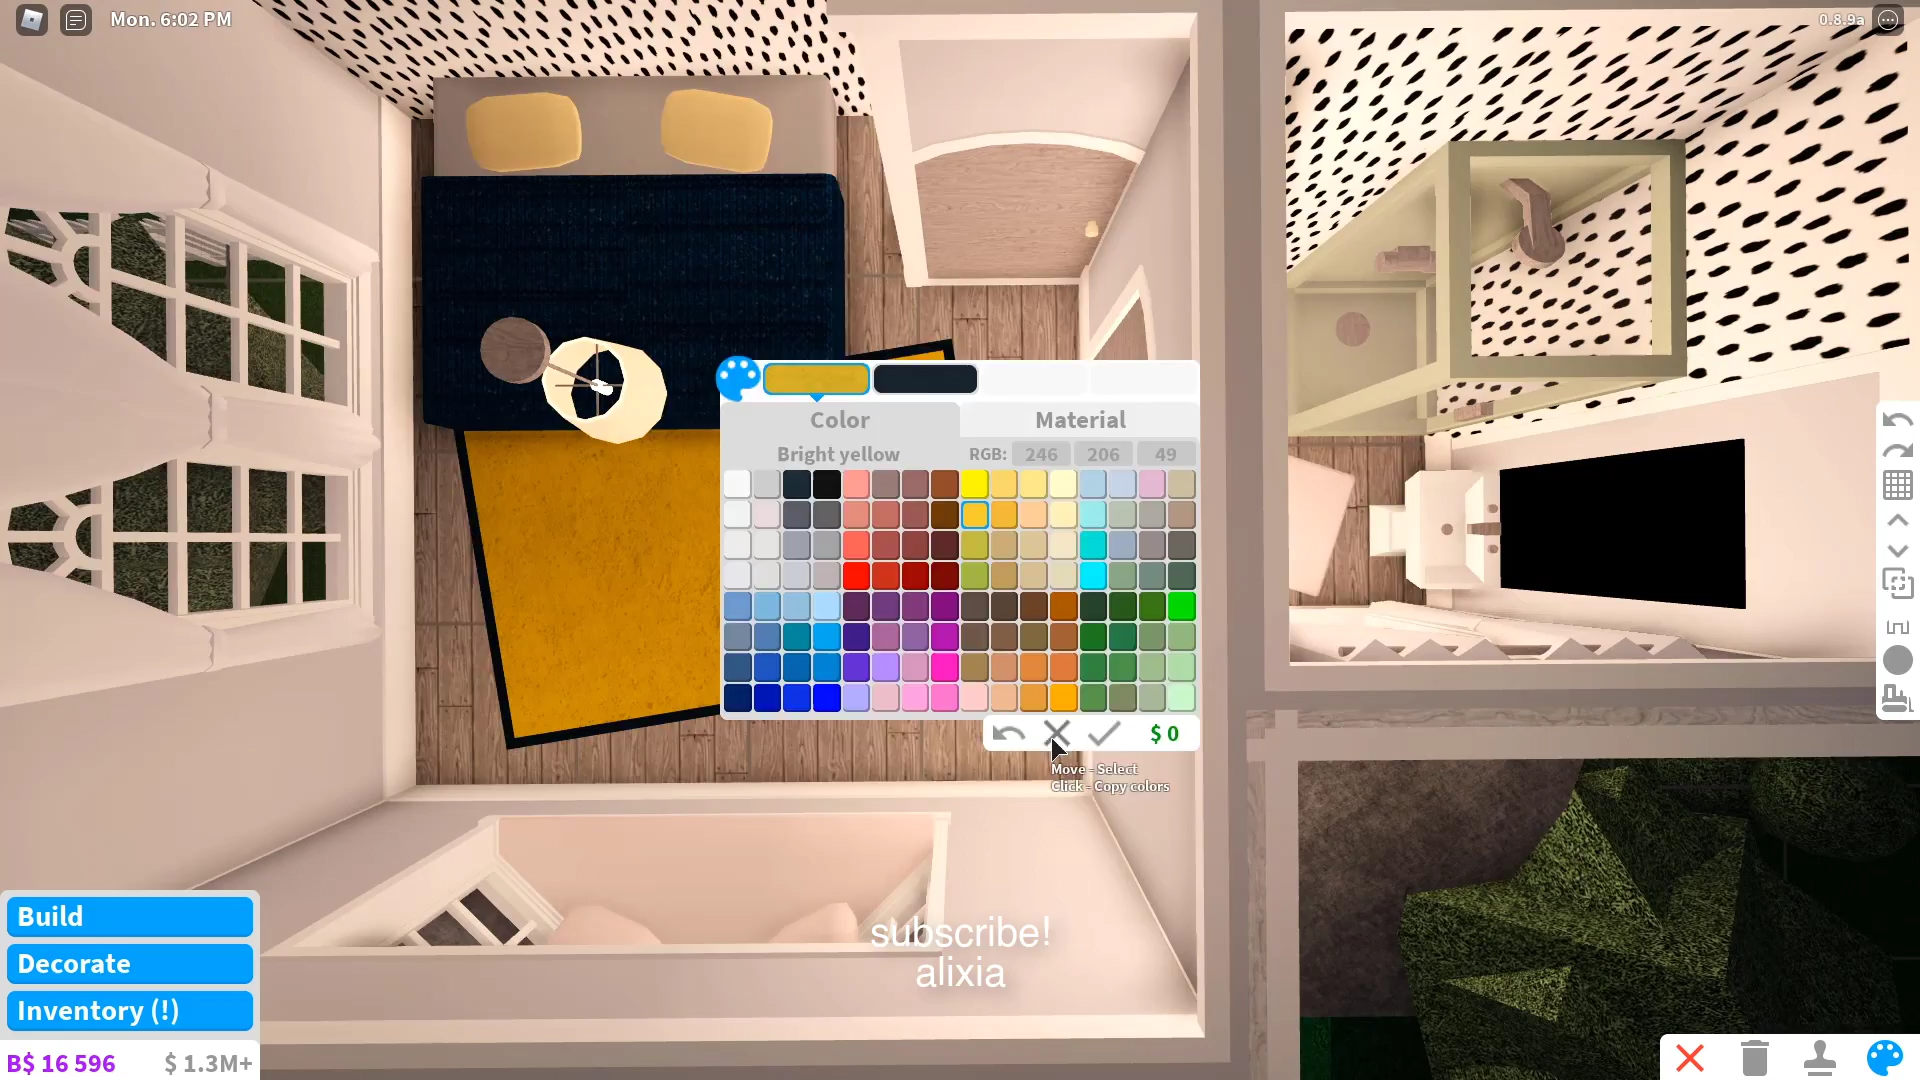 Mon. 6:02 PM
0.8.9a
Color
Material
Bright yellow
RGB: 246 206 49
$ 0
Move - Select
Click - Copy colors
subscribe!
alixia
Build
Decorate
Inventory (!)
B$ 16 596
$ 1.3M+